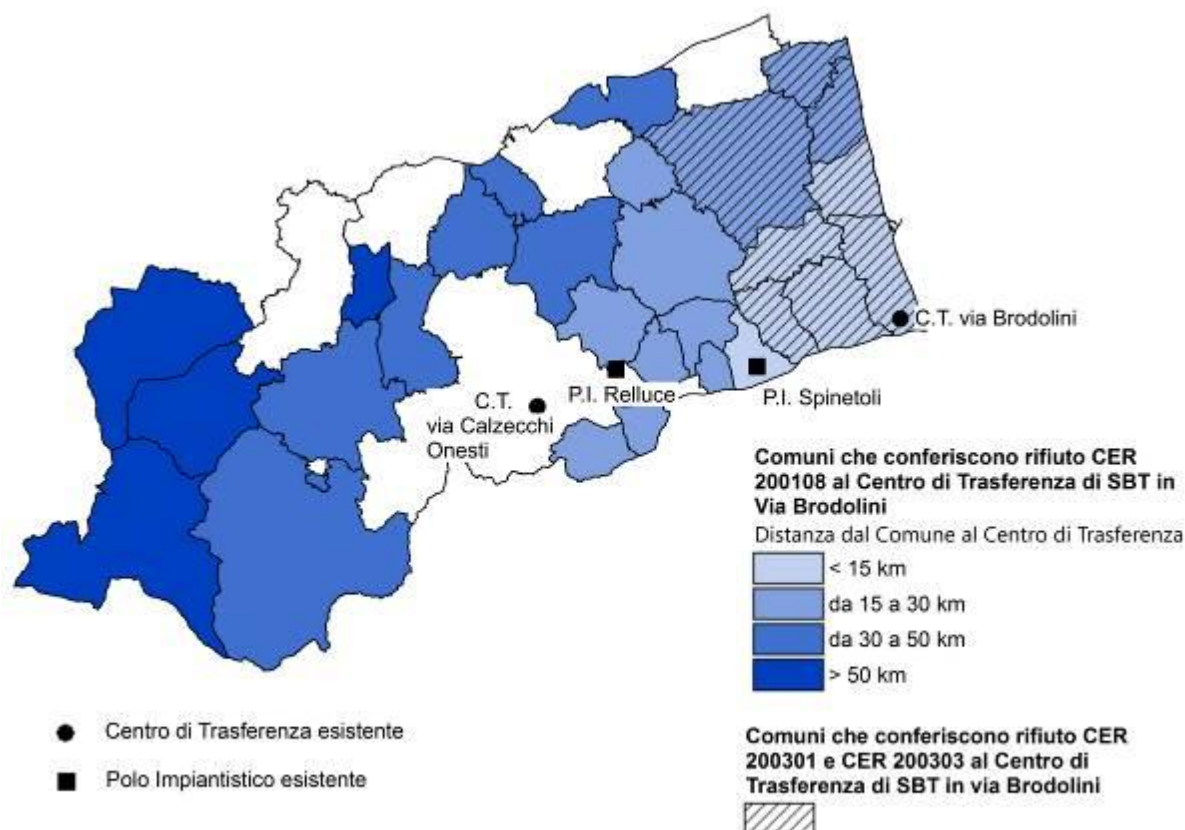 C.T. via Brodolini
P.I. Relluce
P.I. Spinetoli
C.T.
via Calzecchi
Onesti
Comuni che conferiscono rifiuto CER
200108 al Centro di Trasferenza di SBT in
Via Brodolini
Distanza dal Comune al Centro di Trasferenza
< 15 km
da 15 a 30 km
da 30 a 50 km
> 50 km
Centro di Trasferenza esistente
Polo Impiantistico esistente
Comuni che conferiscono rifiuto CER
200301 e CER 200303 al Centro di
Trasferenza di SBT in via Brodolini